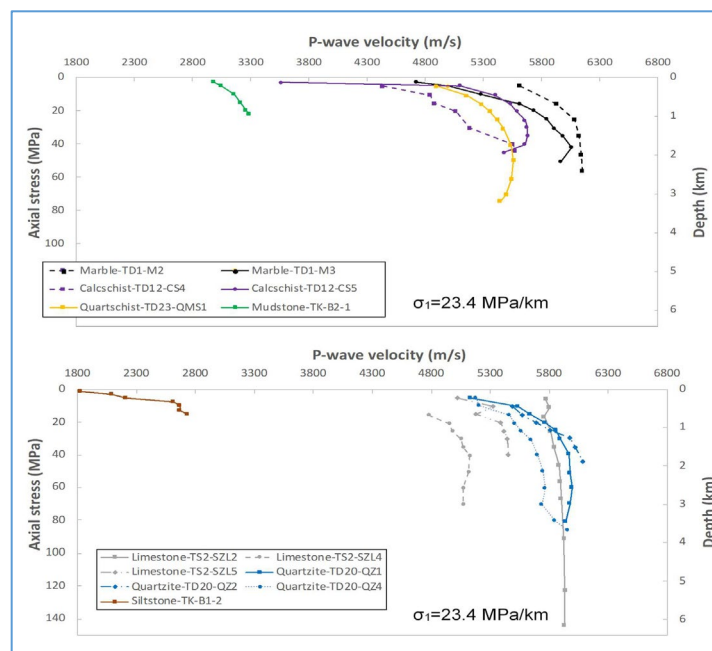 P-wave velocity (m/s)
1800 2300 2800 3300 3800 4300 4800 5300 5800 6300 6800
0 0
20 1
40 2
60 3
80 4
100 5
6
Axial stress (MPa)
Depth (km)
Marble-TD1-M2 Marble-TD1-M3
Calcschist-TD12-CS4 Calcschist-TD12-CS5
Quartschist-TD23-QMS1 Mudstone-TK-B2-1
σ1=23.4 MPa/km
P-wave velocity (m/s)
1800 2300 2800 3300 3800 4300 4800 5300 5800 6300 6800
0 0
20 1
40 2
60 3
80 4
100 5
120 6
140
Axial stress (MPa)
Depth (km)
Limestone-TS2-SZL2 Limestone-TS2-SZL4
Limestone-TS2-SZL5 Quartzite-TD20-QZ1
Quartzite-TD20-QZ2 Quartzite-TD20-QZ4
Siltstone-TK-B1-2
σ1=23.4 MPa/km